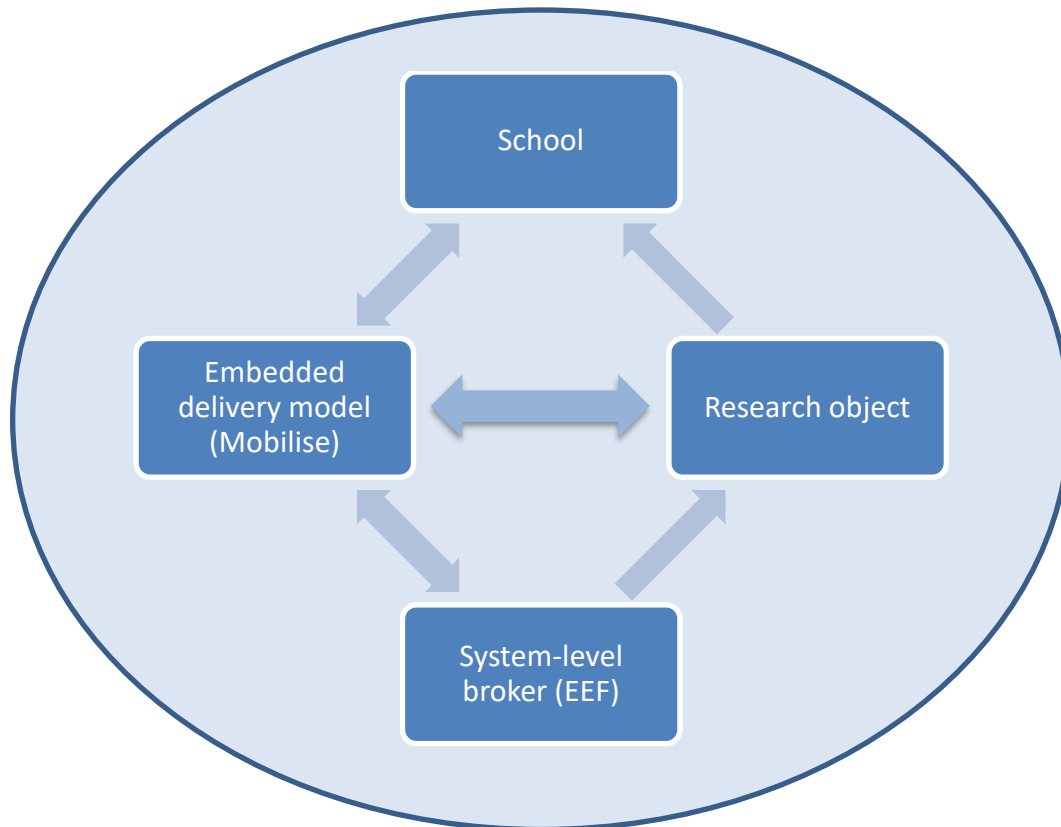 School
Embedded
delivery model
(Mobilise)
Research object
System-level
broker (EEF)